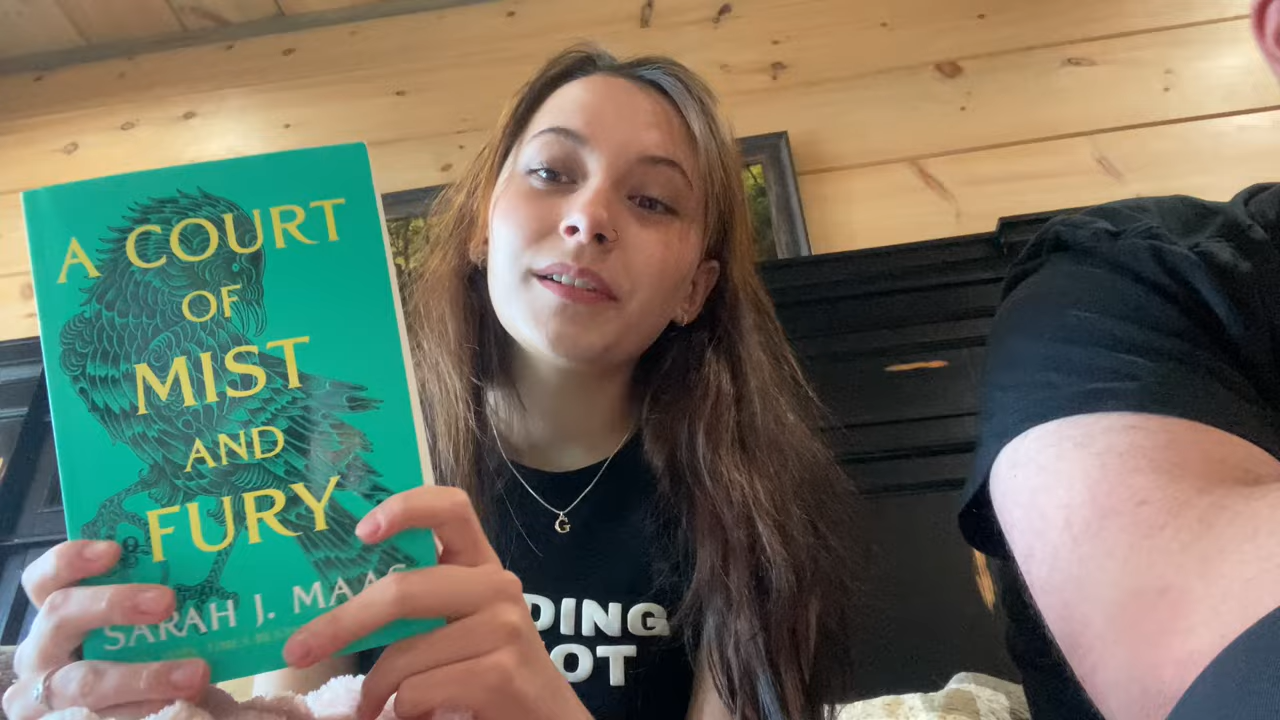 A COURT
OF
MIST
AND
FURY
SARAH J. MAAS
G
DING
OT